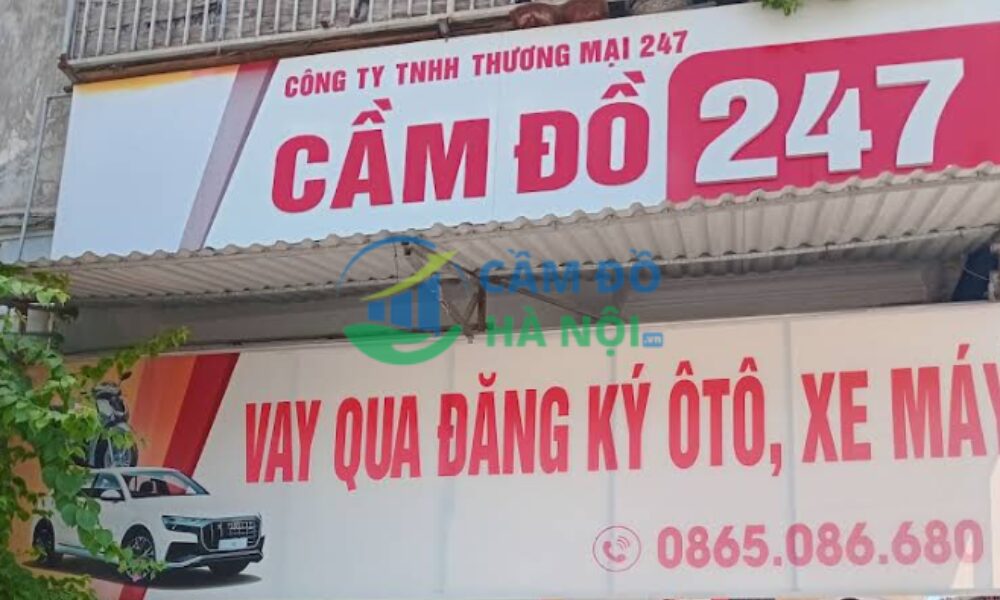 CÔNG TY TNHH THƯƠNG MẠI 247
CẦM ĐỒ 247
CẦM ĐỒ
HÀ NỘI.vn
VAY QUA ĐĂNG KÝ ÔTÔ, XE MÁY
0865.086.680